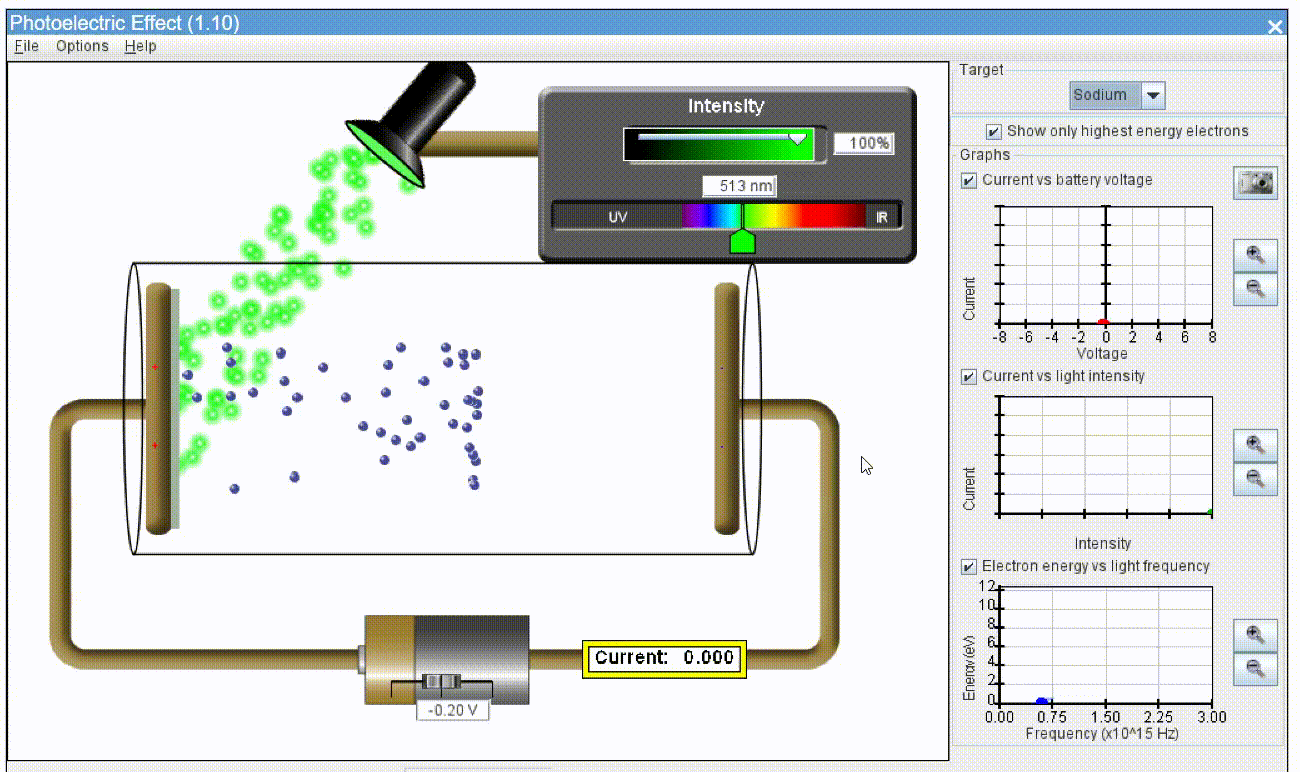 Photoelectric Effect (1.10)
File Options Help
Intensity
100%
513 nm
UV
IR
Current: 0.000
-0.20 V
Target
Sodium
Show only highest energy electrons
Graphs
Current vs battery voltage
Current
-8 -6 -4 -2 0 2 4 6 8
Voltage
Current vs light intensity
Current
Intensity
Electron energy vs light frequency
12
10
8
6
4
2
0
Energy (eV)
0.00 0.75 1.50 2.25 3.00
Frequency (x10^15 Hz)